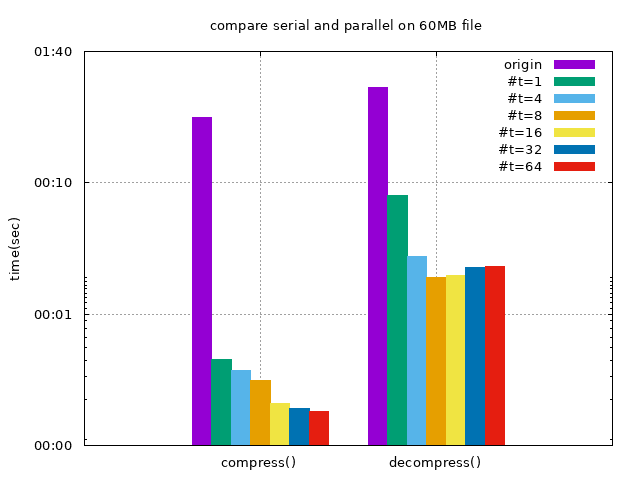 compare serial and parallel on 60MB file
01:40
00:10
00:01
00:00
time(sec)
origin
#t=1
#t=4
#t=8
#t=16
#t=32
#t=64
compress()
decompress()